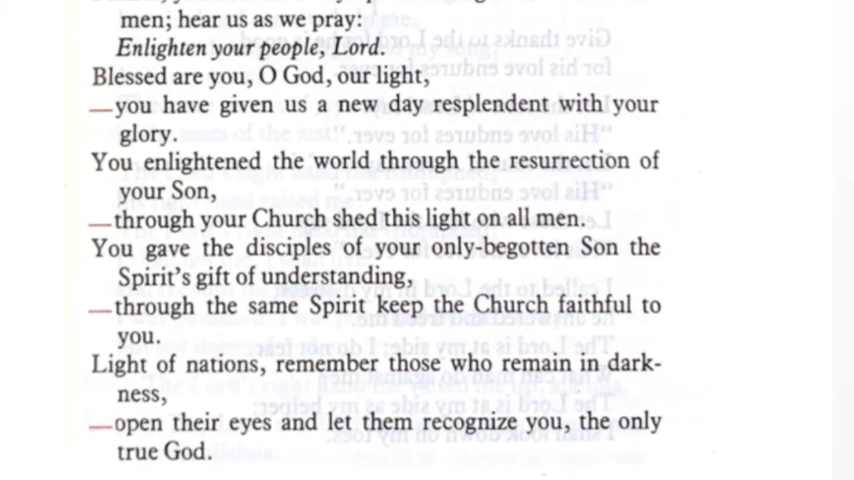 men; hear us as we pray:
Enlighten your people, Lord.
Blessed are you, O God, our light,
—you have given us a new day resplendent with your
glory.
You enlightened the world through the resurrection of
your Son,
—through your Church shed this light on all men.
You gave the disciples of your only-begotten Son the
Spirit's gift of understanding,
—through the same Spirit keep the Church faithful to
you.
Light of nations, remember those who remain in dark-
ness,
—open their eyes and let them recognize you, the only
true God.